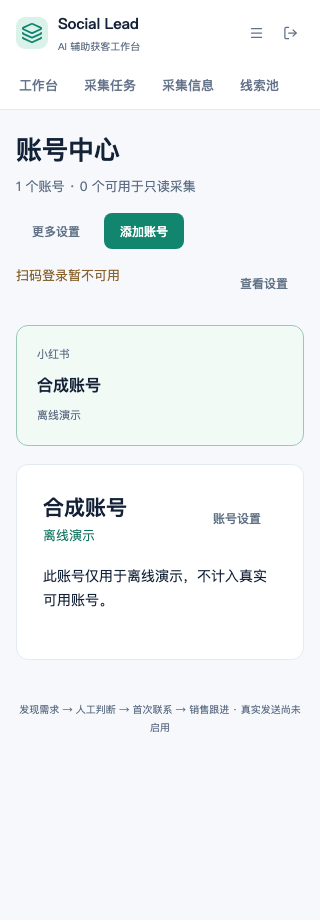 Social Lead
AI 辅助获客工作台
工作台 采集任务 采集信息 线索池
账号中心
1 个账号 · 0 个可用于只读采集
更多设置 添加账号
扫码登录暂不可用
查看设置
小红书
合成账号
离线演示
合成账号
账号设置
离线演示
此账号仅用于离线演示，不计入真实
可用账号。
发现需求 → 人工判断 → 首次联系 → 销售跟进 · 真实发送尚未
启用